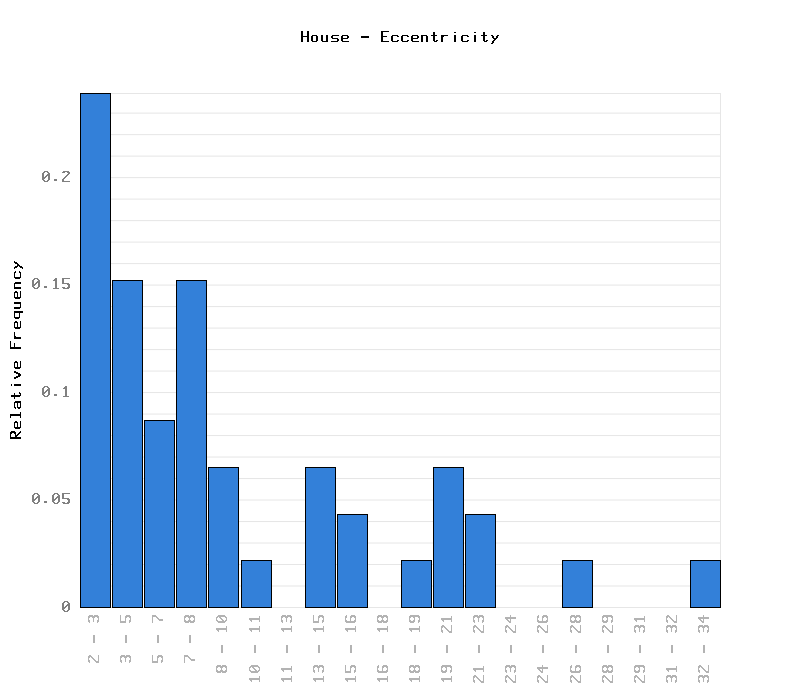 House - Eccentricity
Relative Frequency
0.2
0.15
0.1
0.05
0
2 - 3
3 - 5
5 - 7
7 - 8
8 - 10
10 - 11
11 - 13
13 - 15
15 - 16
16 - 18
18 - 19
19 - 21
21 - 23
23 - 24
24 - 26
26 - 28
28 - 29
29 - 31
31 - 32
32 - 34